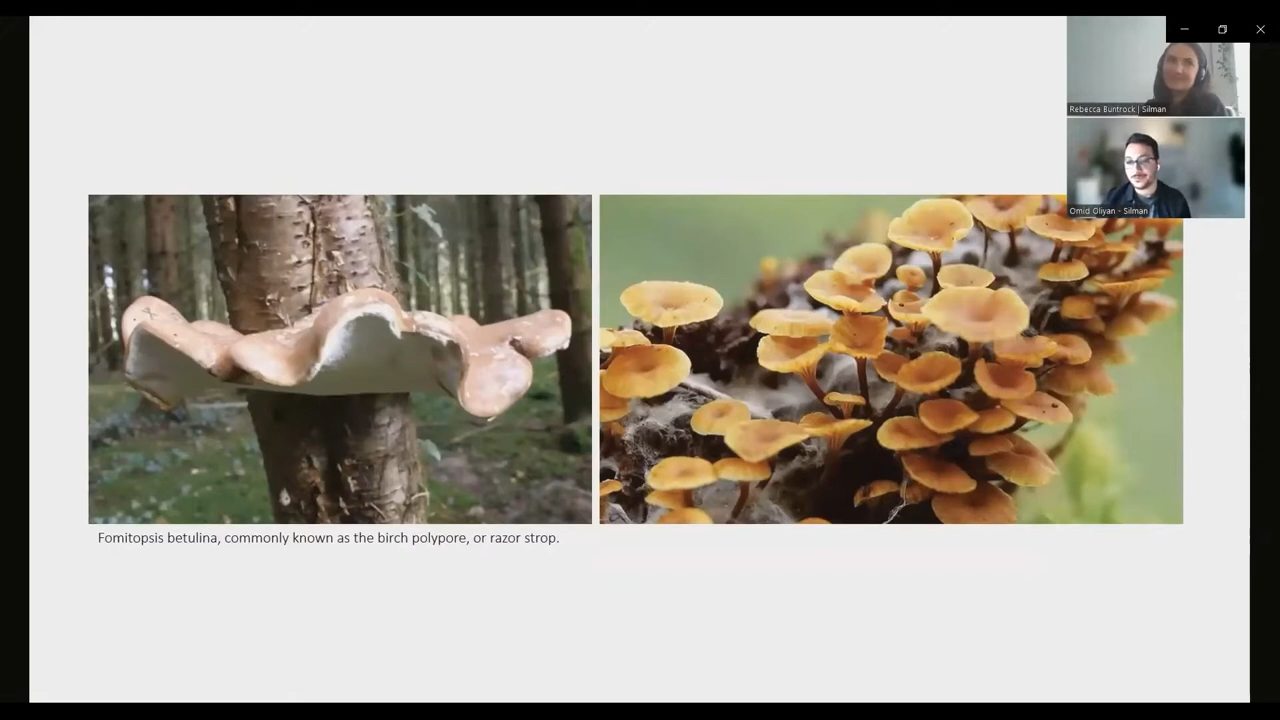 Rebecca Buntrock | Silman
Omid Oliyan - Silman
Fomitopsis betulina, commonly known as the birch polypore, or razor strop.